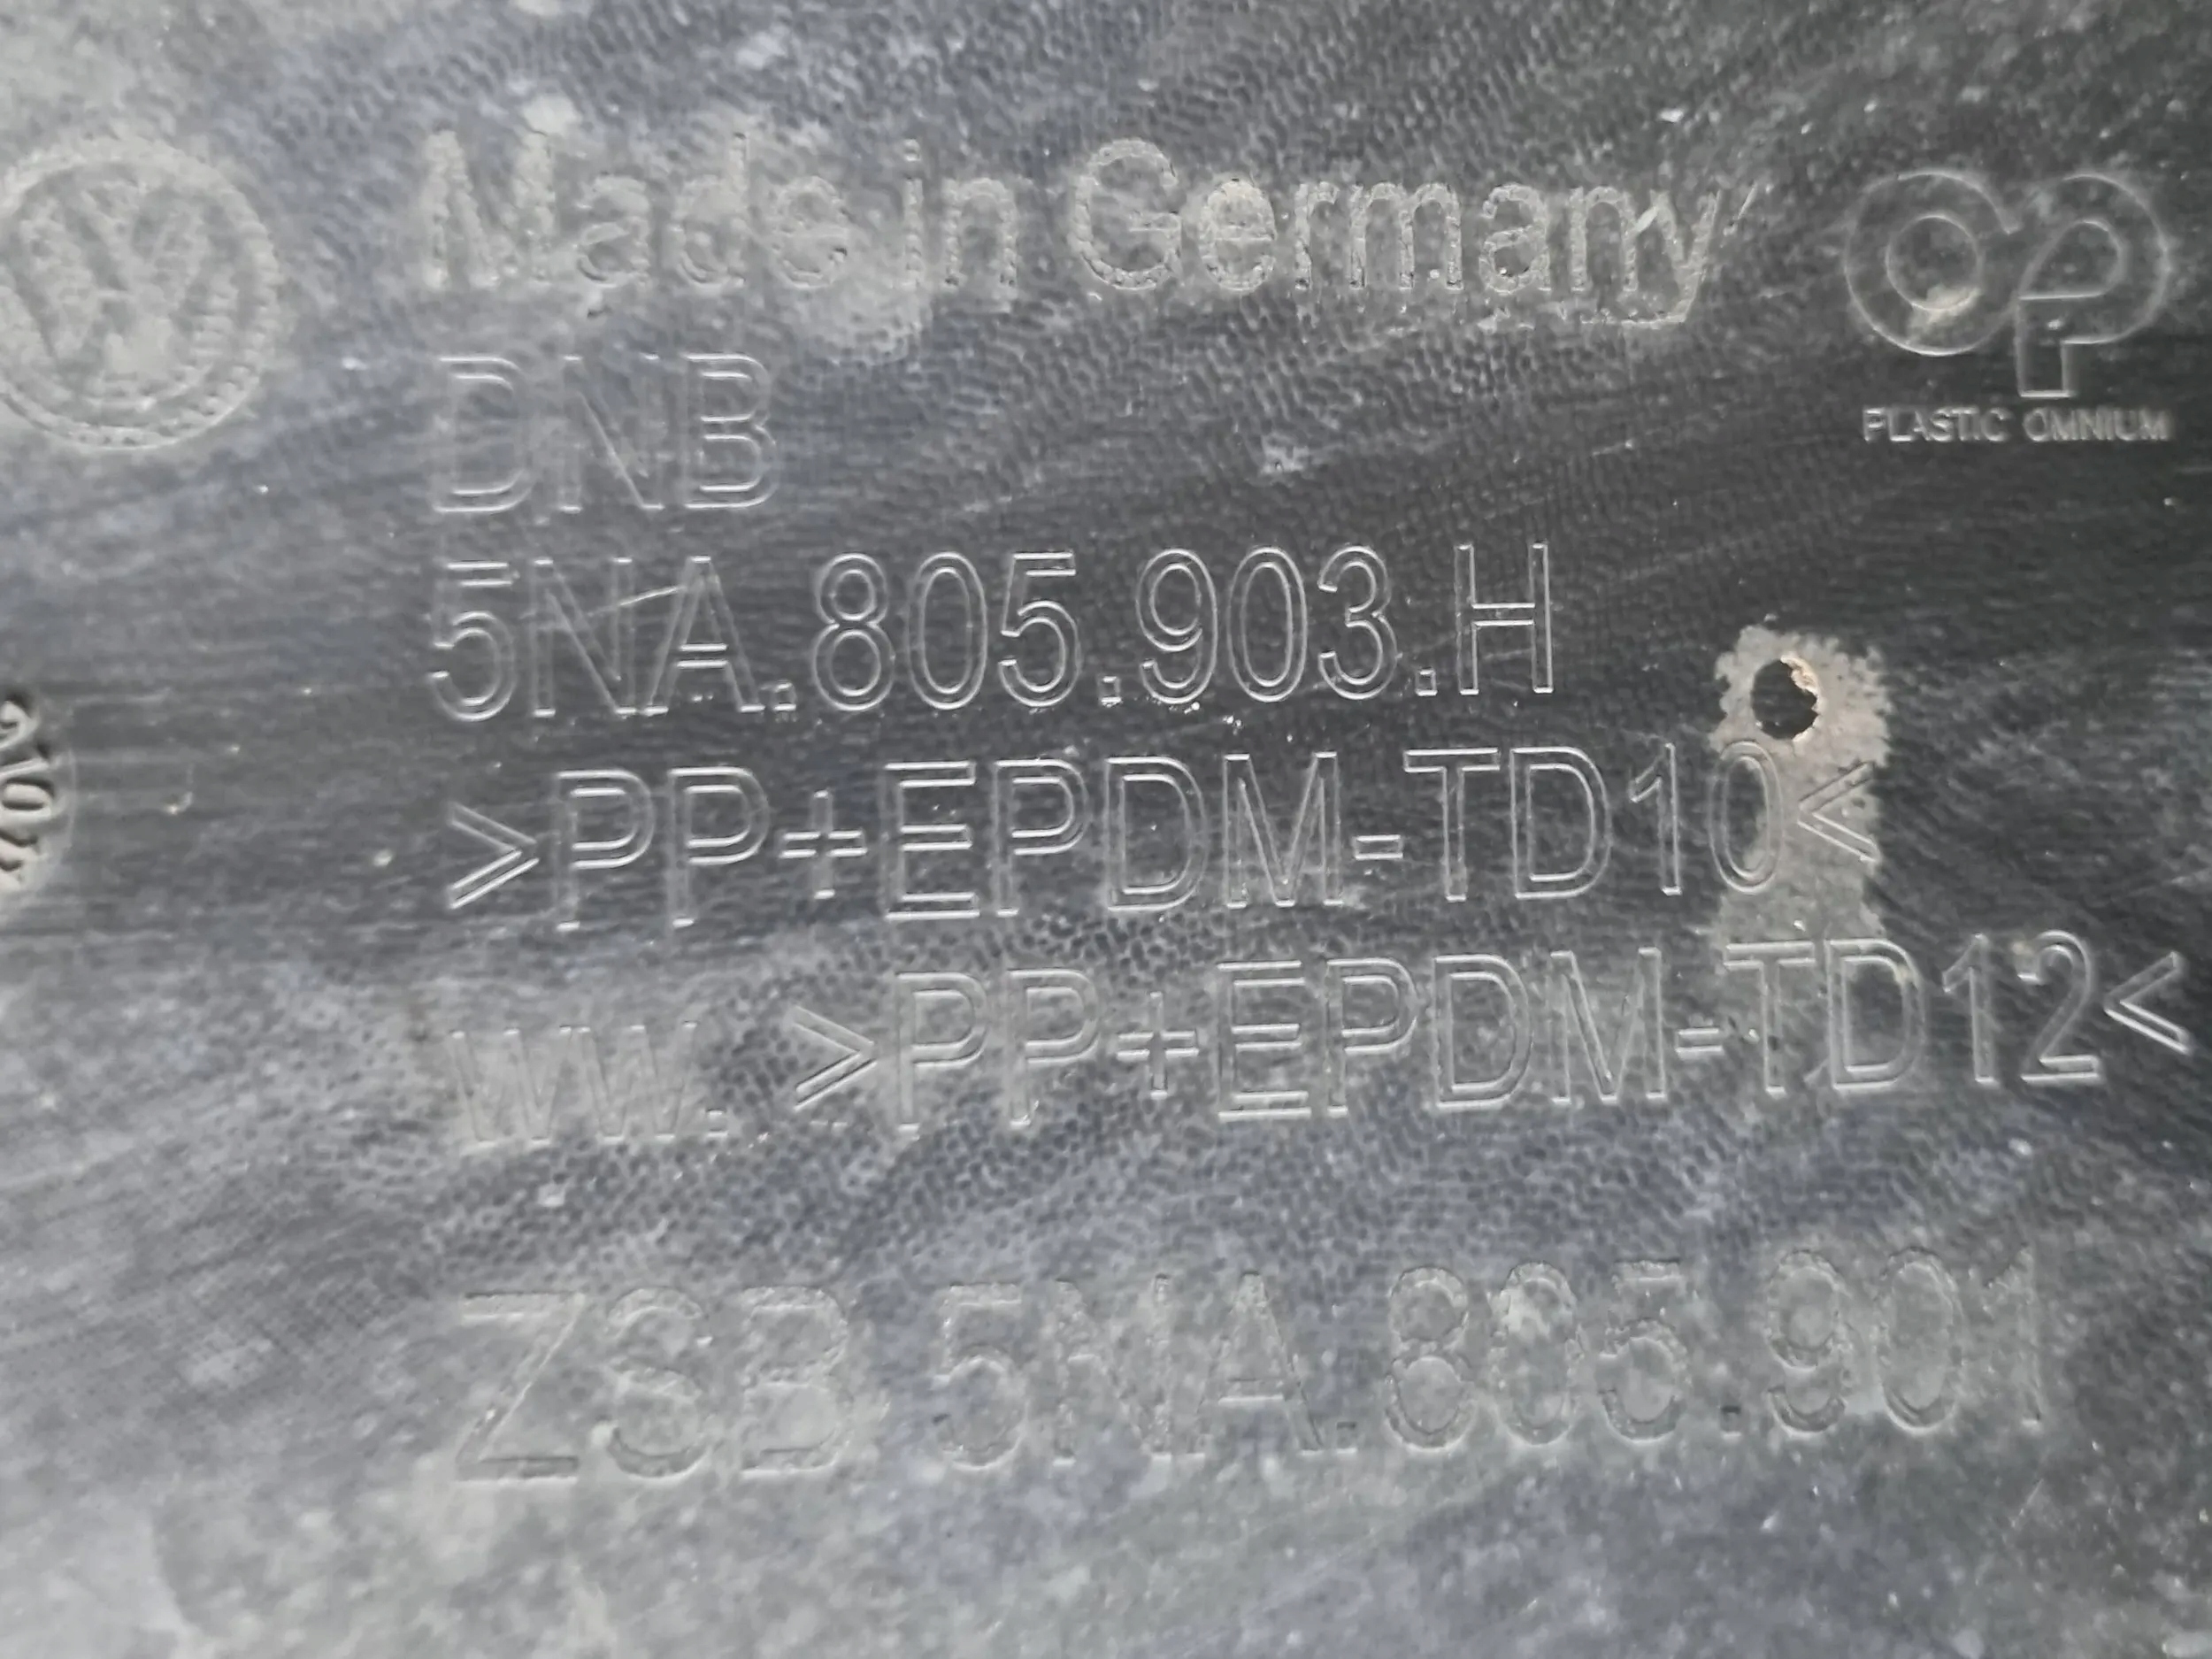 Made in Germany
PLASTIC OMNIUM
DNB
5NA.805.903.H
>PP+EPDM-TD10<
WW. >PP+EPDM-TD12<
ZSB 5NA.805.901